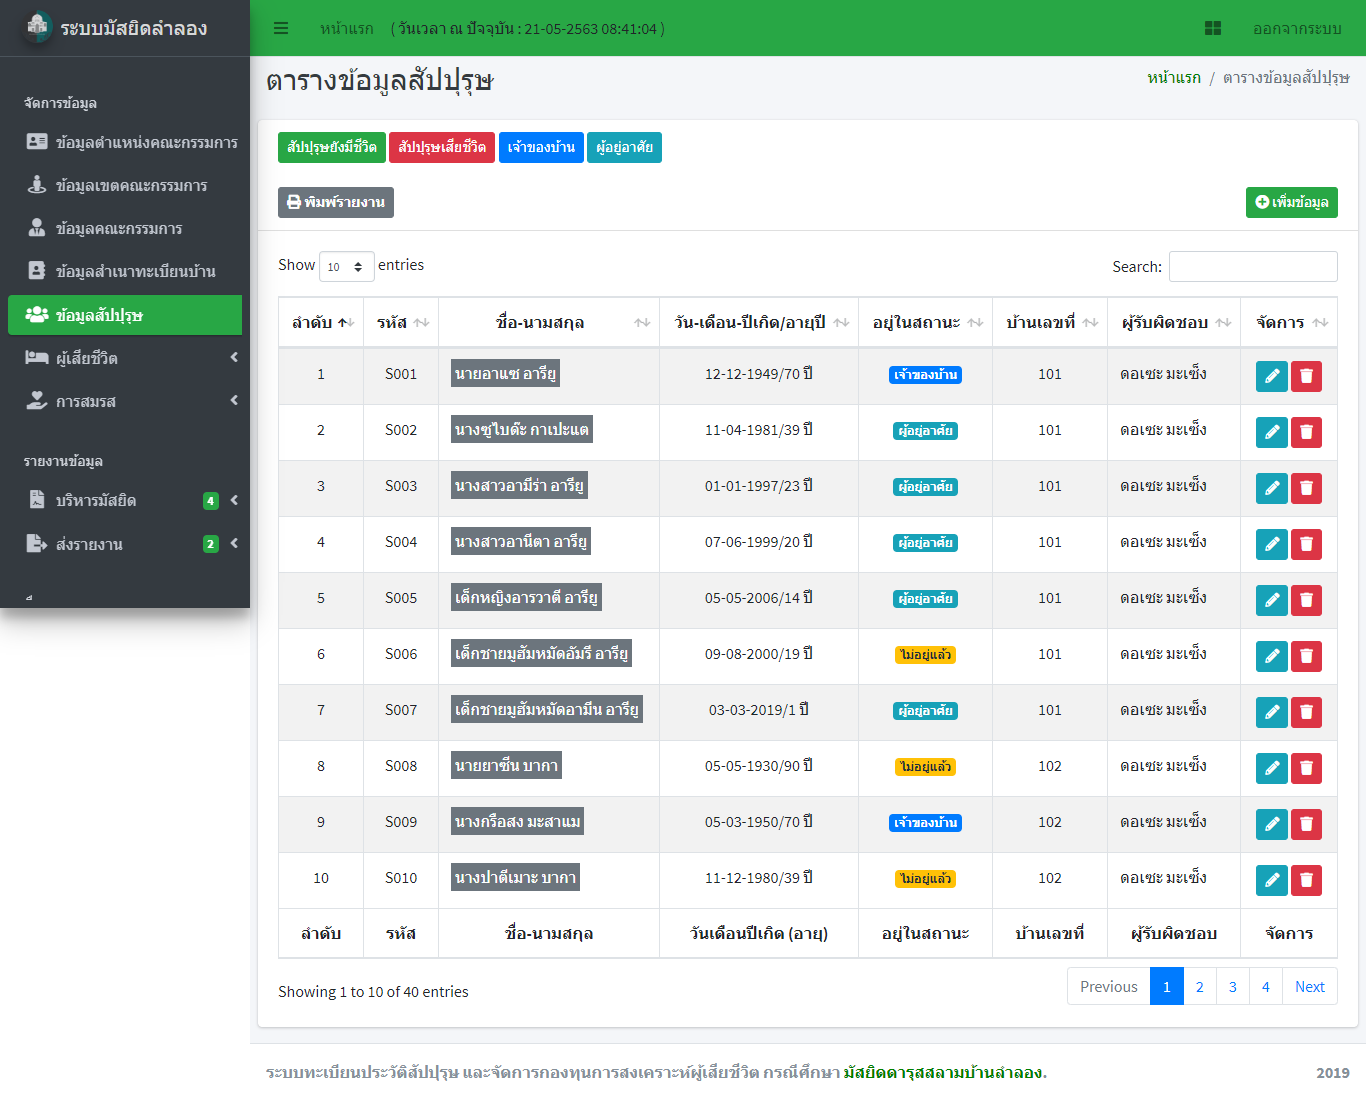 ระบบมัสยิดลำลอง
หน้าแรก ( วันเวลา ณ ปัจจุบัน : 21-05-2563 08:41:04 ) ออกจากระบบ
ตารางข้อมูลสัปปุรุษ
หน้าแรก / ตารางข้อมูลสัปปุรุษ
จัดการข้อมูล
ข้อมูลตำแหน่งคณะกรรมการ
ข้อมูลเขตคณะกรรมการ
ข้อมูลคณะกรรมการ
ข้อมูลสำเนาทะเบียนบ้าน
ข้อมูลสัปปุรุษ
ผู้เสียชีวิต
การสมรส
รายงานข้อมูล
บริหารมัสยิด 4
ส่งรายงาน 2
สัปปุรุษยังมีชีวิต สัปปุรุษเสียชีวิต เจ้าของบ้าน ผู้อยู่อาศัย
พิมพ์รายงาน เพิ่มข้อมูล
Show 10 entries Search:
ลำดับ รหัส ชื่อ-นามสกุล วัน-เดือน-ปีเกิด/อายุปี อยู่ในสถานะ บ้านเลขที่ ผู้รับผิดชอบ จัดการ
1 S001 นายอาแซ อารียู 12-12-1949/70 ปี เจ้าของบ้าน 101 ดอเซะ มะเซ็ง
2 S002 นางซูไบด๊ะ กาเปะแต 11-04-1981/39 ปี ผู้อยู่อาศัย 101 ดอเซะ มะเซ็ง
3 S003 นางสาวอามีร่า อารียู 01-01-1997/23 ปี ผู้อยู่อาศัย 101 ดอเซะ มะเซ็ง
4 S004 นางสาวอานีตา อารียู 07-06-1999/20 ปี ผู้อยู่อาศัย 101 ดอเซะ มะเซ็ง
5 S005 เด็กหญิงอารวาตี อารียู 05-05-2006/14 ปี ผู้อยู่อาศัย 101 ดอเซะ มะเซ็ง
6 S006 เด็กชายมูฮัมหมัดอัมรี อารียู 09-08-2000/19 ปี ไม่อยู่แล้ว 101 ดอเซะ มะเซ็ง
7 S007 เด็กชายมูฮัมหมัดอามีน อารียู 03-03-2019/1 ปี ผู้อยู่อาศัย 101 ดอเซะ มะเซ็ง
8 S008 นายยาซีน บากา 05-05-1930/90 ปี ไม่อยู่แล้ว 102 ดอเซะ มะเซ็ง
9 S009 นางกรือสง มะสาแม 05-03-1950/70 ปี เจ้าของบ้าน 102 ดอเซะ มะเซ็ง
10 S010 นางปาตีเมาะ บากา 11-12-1980/39 ปี ไม่อยู่แล้ว 102 ดอเซะ มะเซ็ง
ลำดับ รหัส ชื่อ-นามสกุล วันเดือนปีเกิด (อายุ) อยู่ในสถานะ บ้านเลขที่ ผู้รับผิดชอบ จัดการ
Showing 1 to 10 of 40 entries Previous 1 2 3 4 Next
ระบบทะเบียนประวัติสัปปุรุษ และจัดการกองทุนการสงเคราะห์ผู้เสียชีวิต กรณีศึกษา มัสยิดดารุสสลามบ้านลำลอง. 2019